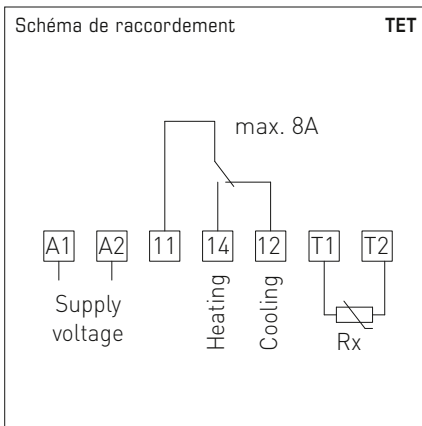 Schéma de raccordement TET
max. 8A
A1 A2 11 14 12 T1 T2
Supply
voltage
Heating
Cooling
Rx